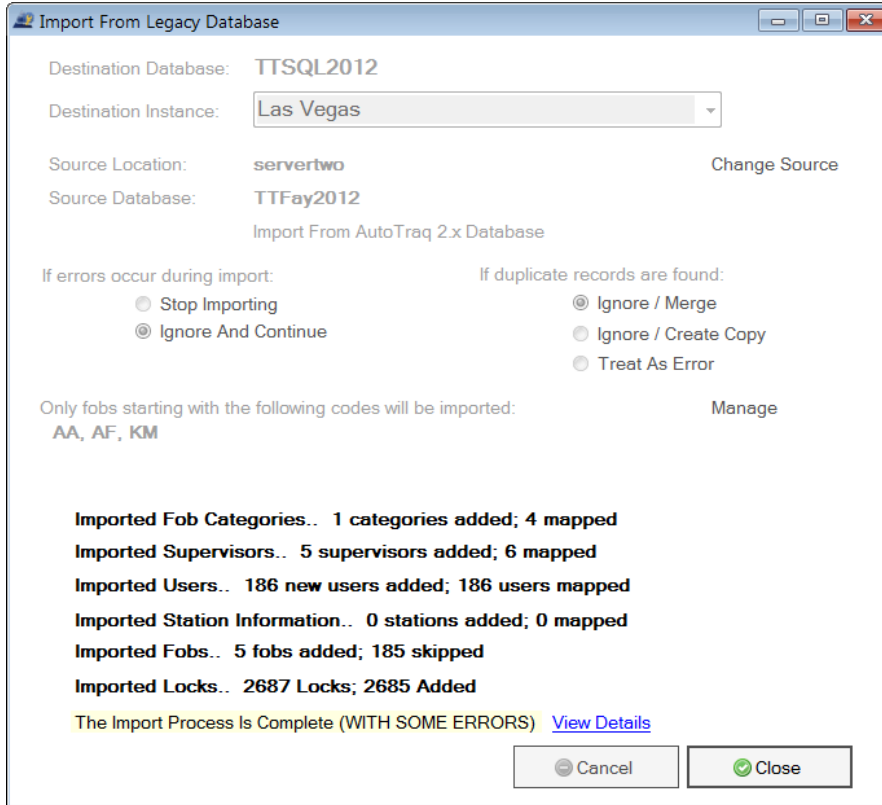 Import From Legacy Database
Destination Database: TTSQL2012
Destination Instance: Las Vegas
Source Location: servertwo Change Source
Source Database: TTFay2012
Import From AutoTraq 2.x Database
If errors occur during import: If duplicate records are found:
Stop Importing Ignore / Merge
Ignore And Continue Ignore / Create Copy
Treat As Error
Only fobs starting with the following codes will be imported: Manage
AA, AF, KM
Imported Fob Categories.. 1 categories added; 4 mapped
Imported Supervisors.. 5 supervisors added; 6 mapped
Imported Users.. 186 new users added; 186 users mapped
Imported Station Information.. 0 stations added; 0 mapped
Imported Fobs.. 5 fobs added; 185 skipped
Imported Locks.. 2687 Locks; 2685 Added
The Import Process Is Complete (WITH SOME ERRORS) View Details
Cancel Close